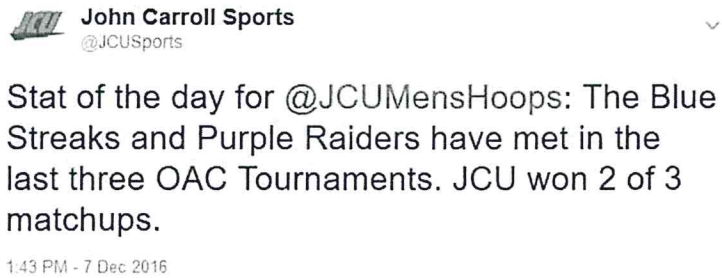 JCU
John Carroll Sports
@JCUSports
Stat of the day for @JCUMensHoops: The Blue
Streaks and Purple Raiders have met in the
last three OAC Tournaments. JCU won 2 of 3
matchups.
1:43 PM - 7 Dec 2016